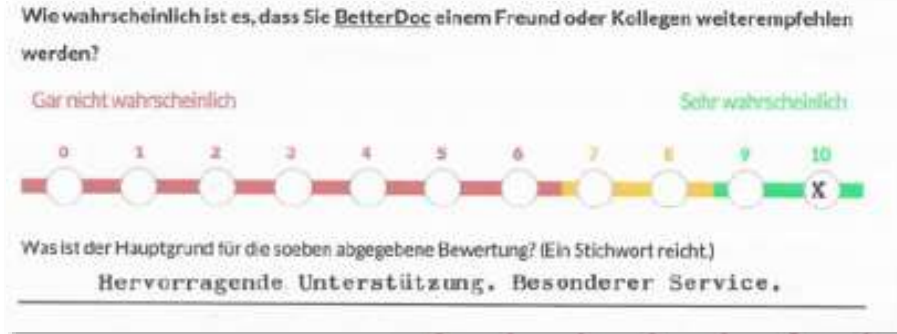 Wie wahrscheinlich ist es, dass Sie BetterDoc einem Freund oder Kollegen weiterempfehlen
werden?
Gar nicht wahrscheinlich Sehr wahrscheinlich
0 1 2 3 4 5 6 7 8 9 10
X
Was ist der Hauptgrund für die soeben abgegebene Bewertung? (Ein Stichwort reicht.)
Hervorragende Unterstützung. Besonderer Service.